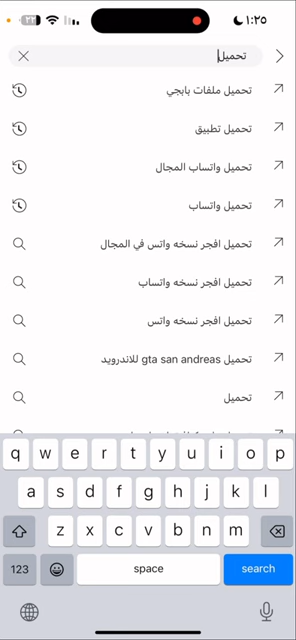 ١:٢٥
تحميل
تحميل ملفات بابجي
تحميل تطبيق
تحميل واتساب المجال
تحميل واتساب
تحميل افجر نسخه واتس في المجال
تحميل افجر نسخه واتساب
تحميل افجر نسخه واتس
تحميل gta san andreas للاندرويد
تحميل
q w e r t y u i o p
a s d f g h j k l
z x c v b n m
123 space search